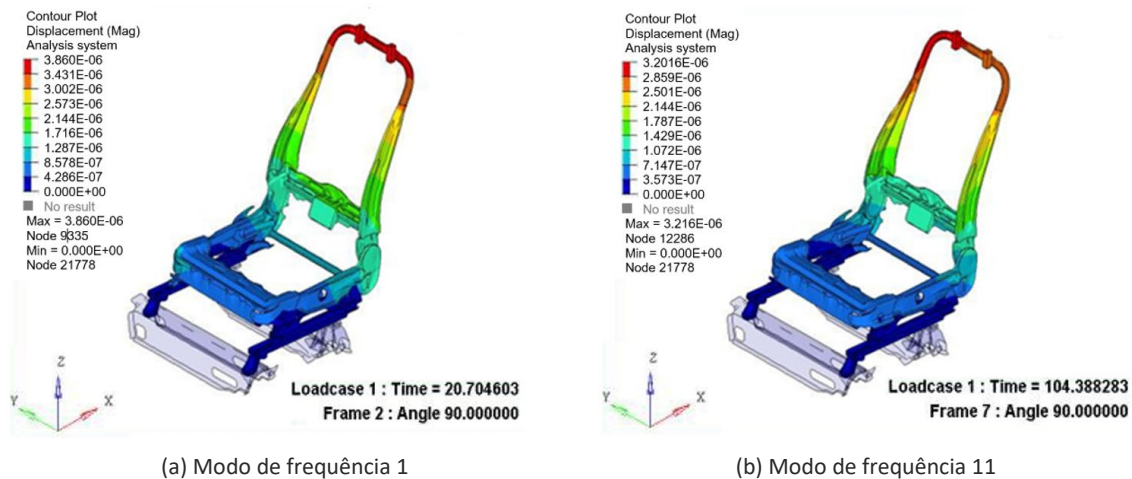 Contour Plot
Displacement (Mag)
Analysis system
3.860E-06
3.431E-06
3.002E-06
2.573E-06
2.144E-06
1.716E-06
1.287E-06
8.578E-07
4.286E-07
0.000E+00
No result
Max = 3.860E-06
Node 9335
Min = 0.000E+00
Node 21778
Z
Y
X
Loadcase 1 : Time = 20.704603
Frame 2 : Angle 90.000000
(a) Modo de frequência 1
Contour Plot
Displacement (Mag)
Analysis system
3.2016E-06
2.859E-06
2.501E-06
2.144E-06
1.787E-06
1.429E-06
1.072E-06
7.147E-07
3.573E-07
0.000E+00
No result
Max = 3.216E-06
Node 12286
Min = 0.000E+00
Node 21778
Z
Y
X
Loadcase 1 : Time = 104.388283
Frame 7 : Angle 90.000000
(b) Modo de frequência 11